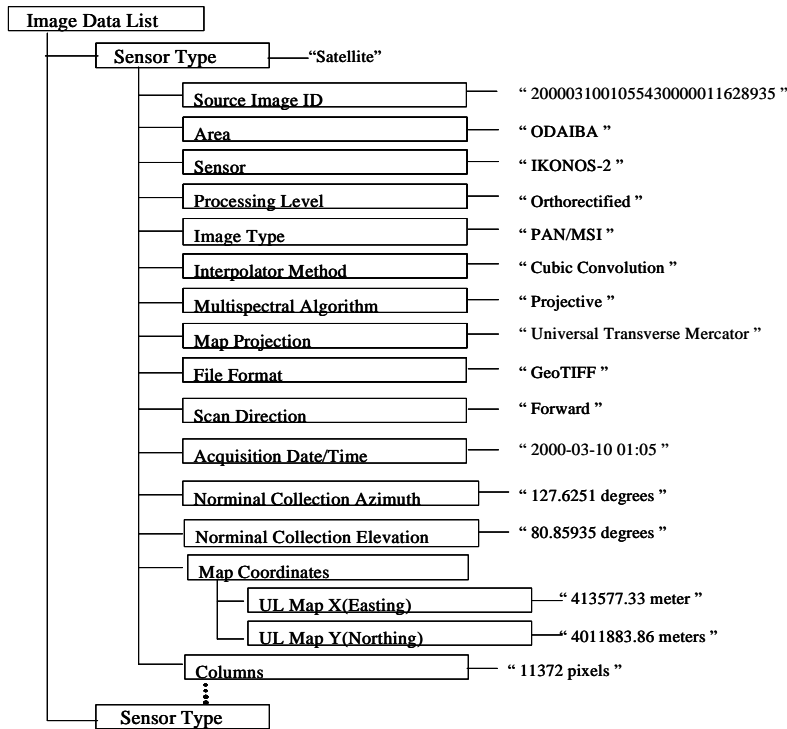 Image Data List
Sensor Type “Satellite”
Source Image ID “ 2000031001055430000011628935 ”
Area “ ODAIBA ”
Sensor “ IKONOS-2 ”
Processing Level “ Orthorectified ”
Image Type “ PAN/MSI ”
Interpolator Method “ Cubic Convolution ”
Multispectral Algorithm “ Projective ”
Map Projection “ Universal Transverse Mercator ”
File Format “ GeoTIFF ”
Scan Direction “ Forward ”
Acquisition Date/Time “ 2000-03-10 01:05 ”
Norminal Collection Azimuth “ 127.6251 degrees ”
Norminal Collection Elevation “ 80.85935 degrees ”
Map Coordinates
UL Map X(Easting) “ 413577.33 meter ”
UL Map Y(Northing) “ 4011883.86 meters ”
Columns “ 11372 pixels ”
Sensor Type